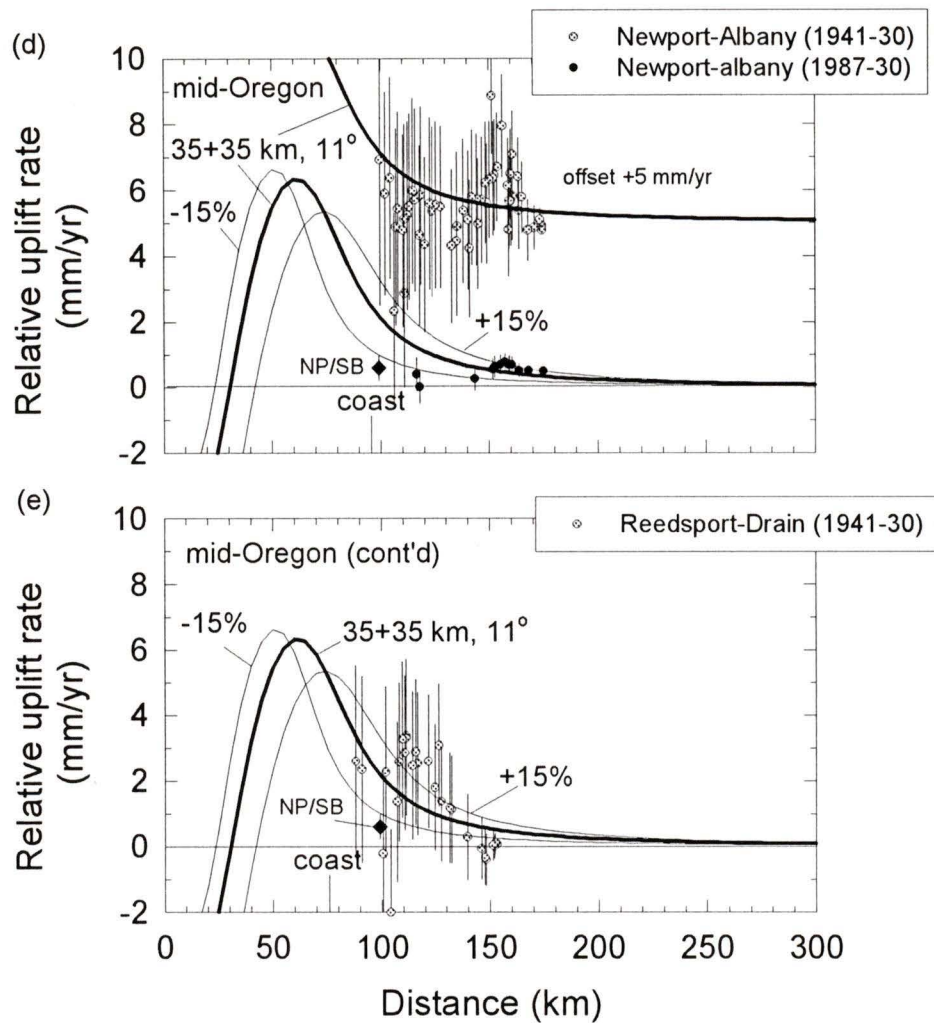 (d)
Newport-Albany (1941-30)
Newport-albany (1987-30)
10
8
6
4
2
0
-2
Relative uplift rate
(mm/yr)
mid-Oregon
35+35 km, 11°
-15%
offset +5 mm/yr
+15%
NP/SB
coast
(e)
Reedsport-Drain (1941-30)
10
8
6
4
2
0
-2
Relative uplift rate
(mm/yr)
mid-Oregon (cont'd)
-15%
35+35 km, 11°
NP/SB
+15%
coast
0 50 100 150 200 250 300
Distance (km)